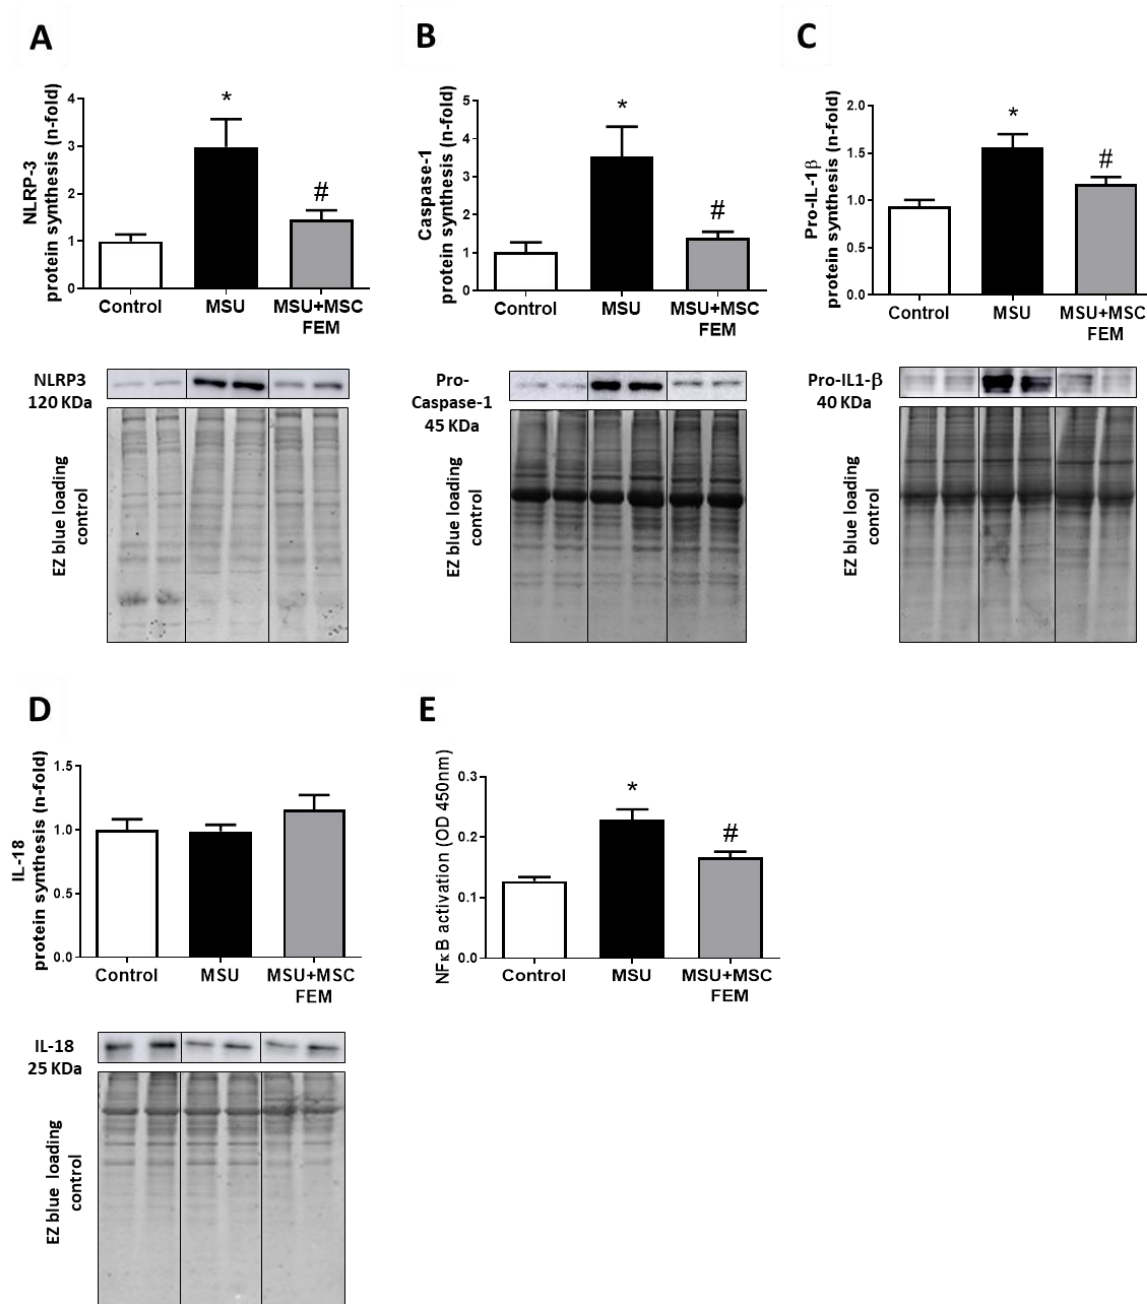 A
NLRP-3
protein synthesis (n-fold)
4
3
2
1
0
*
#
Control
MSU
MSU+MSC
FEM
NLRP3
120 KDa
EZ blue loading
control
B
Caspase-1
protein synthesis (n-fold)
5
4
3
2
1
0
*
#
Control
MSU
MSU+MSC
FEM
Pro-
Caspase-1
45 KDa
EZ blue loading
control
C
Pro-IL-1β
protein synthesis (n-fold)
2.0
1.5
1.0
0.5
0.0
*
#
Control
MSU
MSU+MSC
FEM
Pro-IL1-β
40 KDa
EZ blue loading
control
D
IL-18
protein synthesis (n-fold)
1.5
1.0
0.5
0.0
Control
MSU
MSU+MSC
FEM
IL-18
25 KDa
EZ blue loading
control
E
NFκB activation (OD 450nm)
0.3
0.2
0.1
0.0
*
#
Control
MSU
MSU+MSC
FEM